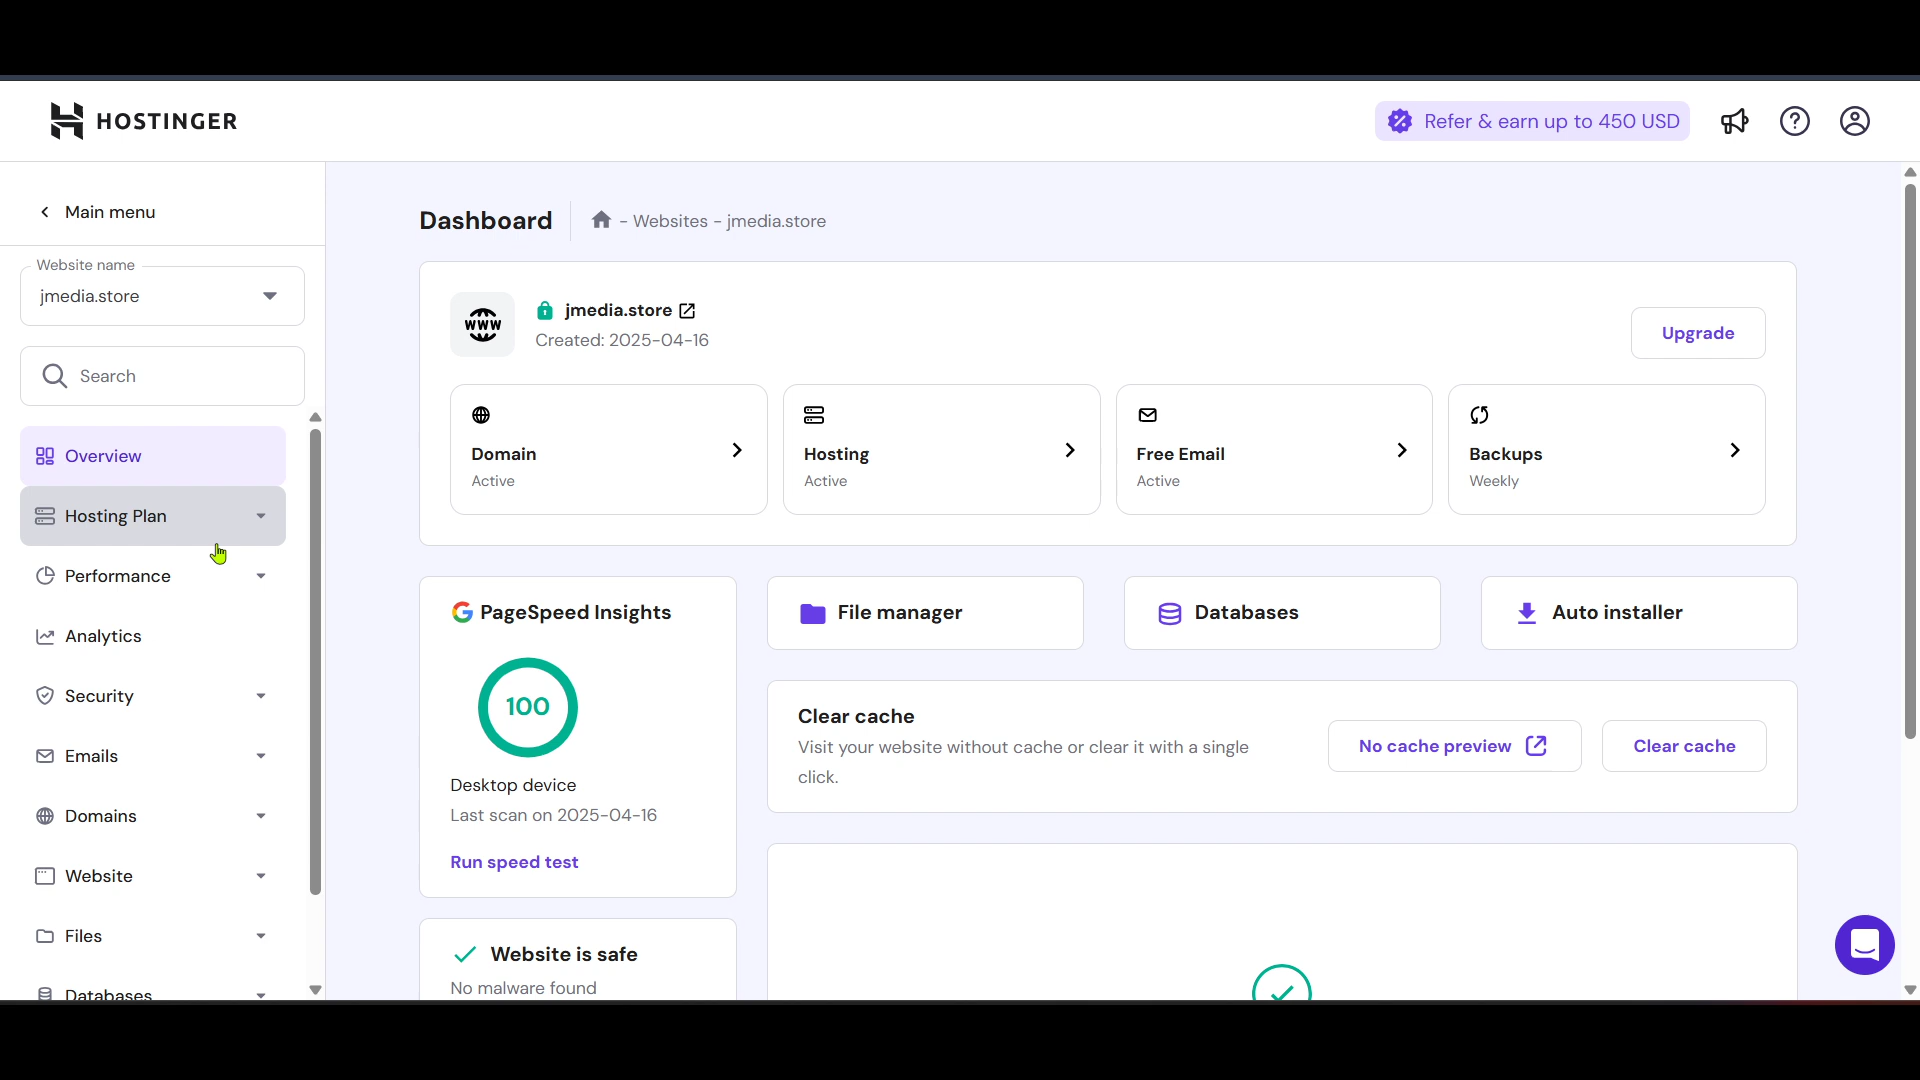 HOSTINGER
Refer & earn up to 450 USD
Main menu
Website name
jmedia.store
Search
Overview
Hosting Plan
Performance
Analytics
Security
Emails
Domains
Website
Files
Databases
Dashboard
- Websites - jmedia.store
www
jmedia.store
Created: 2025-04-16
Upgrade
Domain
Active
Hosting
Active
Free Email
Active
Backups
Weekly
PageSpeed Insights
100
Desktop device
Last scan on 2025-04-16
Run speed test
File manager
Databases
Auto installer
Clear cache
Visit your website without cache or clear it with a single
click.
No cache preview
Clear cache
Website is safe
No malware found